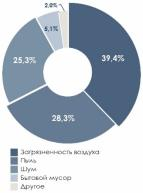 2,0%
5,1%
25,3%
39,4%
28,3%
Загрязненность воздуха
Пыль
Шум
Бытовой мусор
Другое